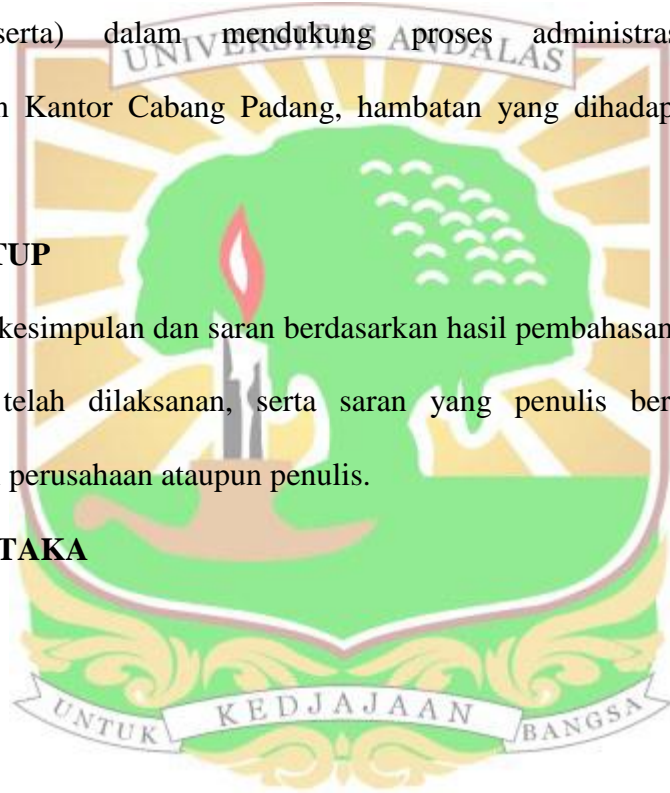 serta) dalam mendukung proses administras
UNIVERSITAS ANDALAS
Kantor Cabang Padang, hambatan yang dihadap
TUP
kesimpulan dan saran berdasarkan hasil pembahasan
telah dilaksanan, serta saran yang penulis ber
perusahaan ataupun penulis.
TAKA
UNTUK KEDJAJAAN BANGSA